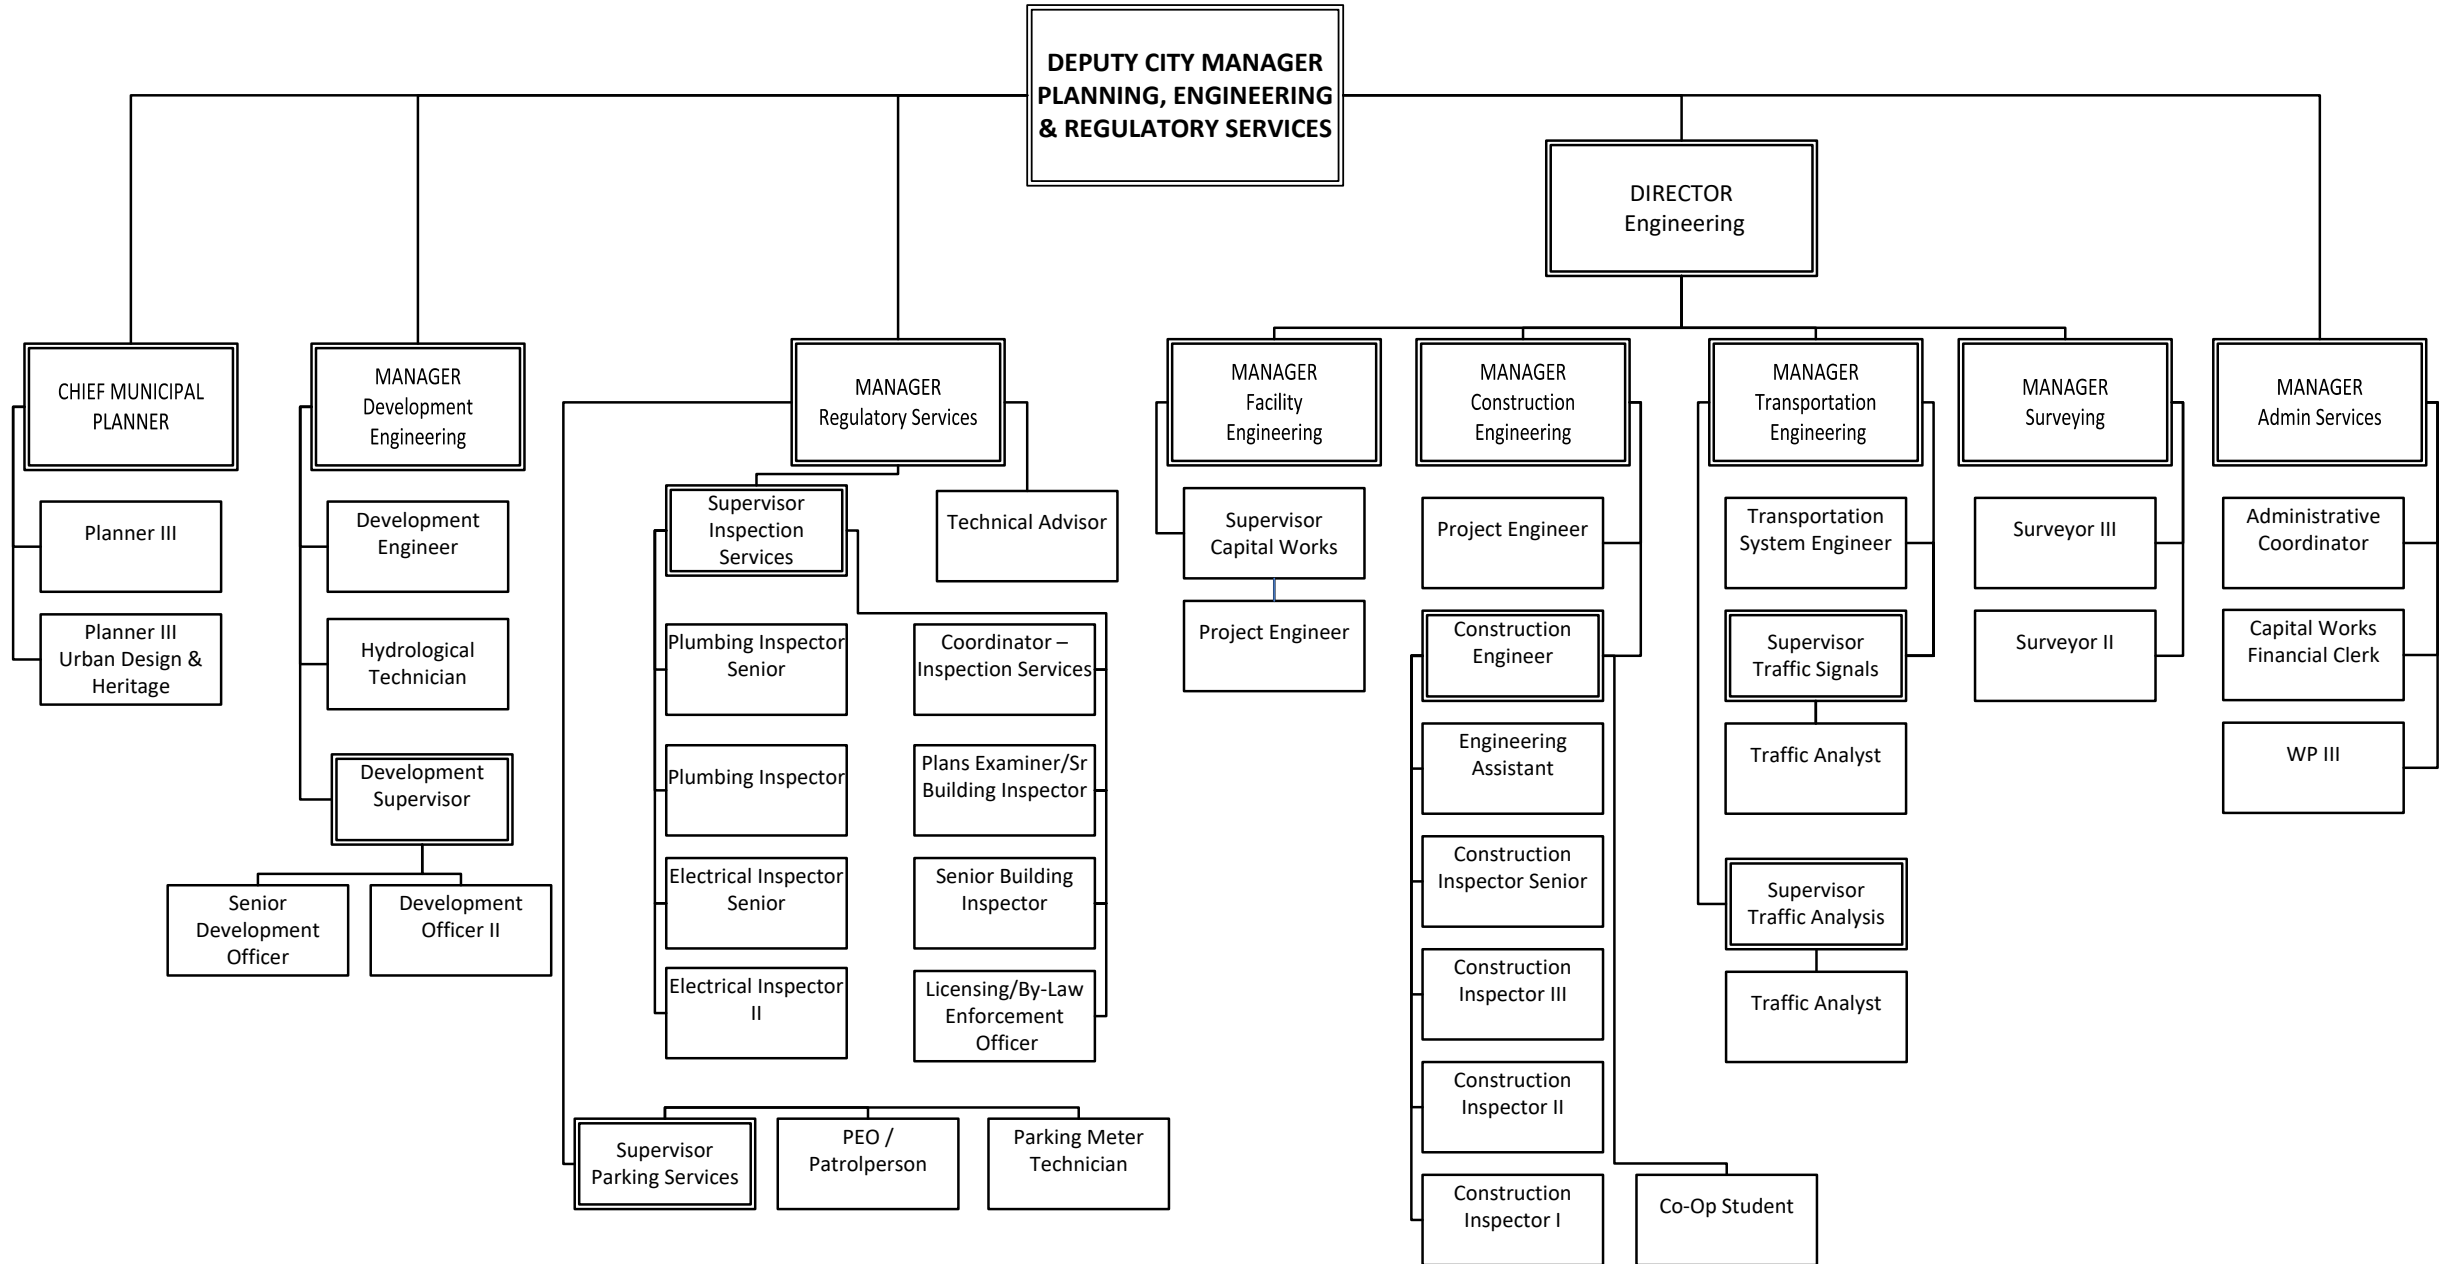 DEPUTY CITY MANAGER
PLANNING, ENGINEERING
& REGULATORY SERVICES
DIRECTOR
Engineering
CHIEF MUNICIPAL
PLANNER
MANAGER
Development
Engineering
MANAGER
Regulatory Services
MANAGER
Facility
Engineering
MANAGER
Construction
Engineering
MANAGER
Transportation
Engineering
MANAGER
Surveying
MANAGER
Admin Services
Planner III
Planner III
Urban Design &
Heritage
Development
Engineer
Hydrological
Technician
Development
Supervisor
Senior
Development
Officer
Development
Officer II
Supervisor
Inspection
Services
Technical Advisor
Plumbing Inspector
Senior
Plumbing Inspector
Electrical Inspector
Senior
Electrical Inspector
II
Coordinator –
Inspection Services
Plans Examiner/Sr
Building Inspector
Senior Building
Inspector
Licensing/By-Law
Enforcement
Officer
Supervisor
Parking Services
PEO /
Patrolperson
Parking Meter
Technician
Supervisor
Capital Works
Project Engineer
Project Engineer
Construction
Engineer
Engineering
Assistant
Construction
Inspector Senior
Construction
Inspector III
Construction
Inspector II
Construction
Inspector I
Co-Op Student
Transportation
System Engineer
Supervisor
Traffic Signals
Traffic Analyst
Supervisor
Traffic Analysis
Traffic Analyst
Surveyor III
Surveyor II
Administrative
Coordinator
Capital Works
Financial Clerk
WP III